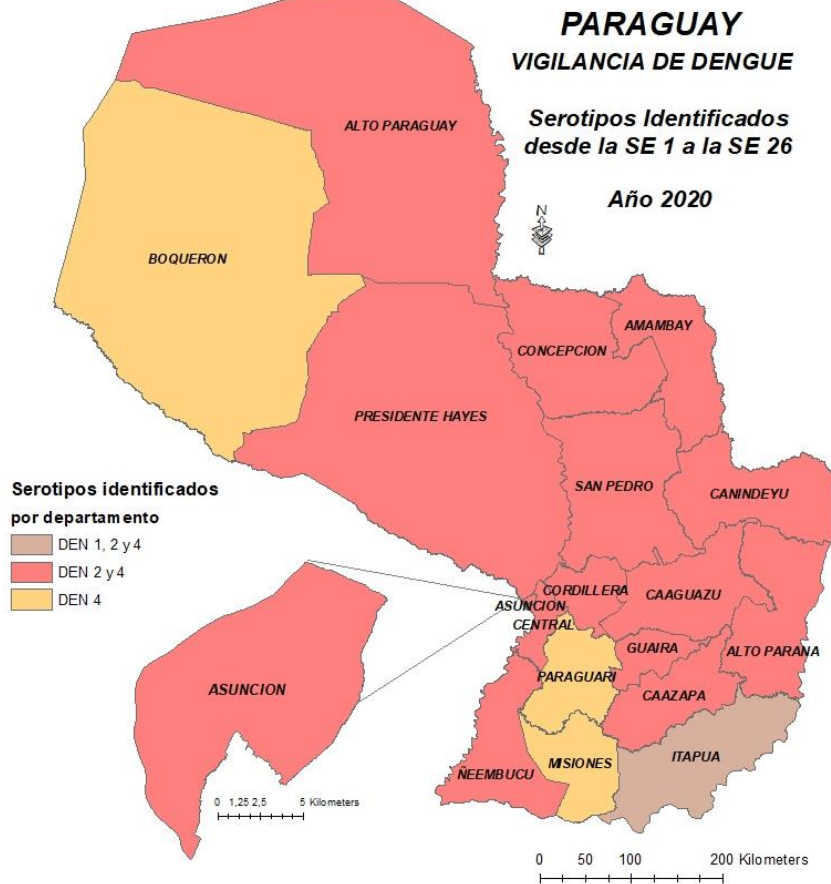 PARAGUAY
VIGILANCIA DE DENGUE
Serotipos Identificados
desde la SE 1 a la SE 26
Año 2020
N
ALTO PARAGUAY
BOQUERON
AMAMBAY
CONCEPCION
PRESIDENTE HAYES
SAN PEDRO
CANINDEYU
Serotipos identificados
por departamento
DEN 1, 2 y 4
DEN 2 y 4
DEN 4
CORDILLERA
CAAGUAZU
ASUNCION
CENTRAL
GUAIRA
ALTO PARANA
PARAGUARI
CAAZAPA
ASUNCION
ITAPUA
MISIONES
ÑEEMBUCU
0 1,25 2,5 5 Kilometers
0 50 100 200 Kilometers